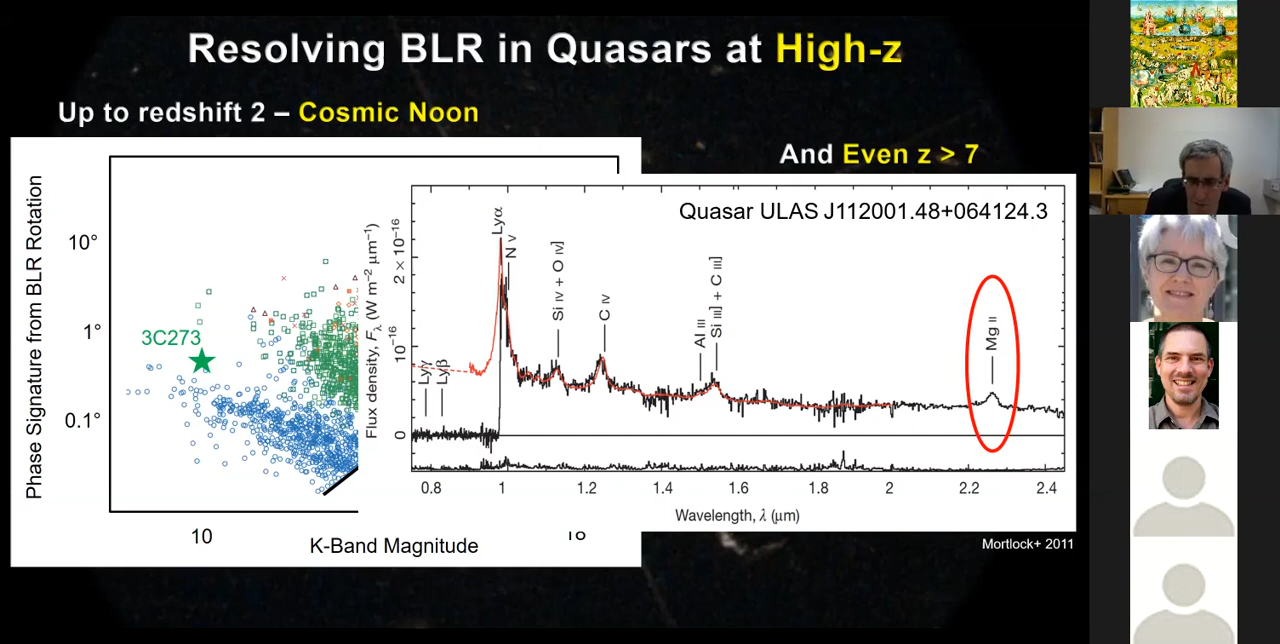 Resolving BLR in Quasars at High-z
Up to redshift 2 – Cosmic Noon
And Even z > 7
Phase Signature from BLR Rotation
10°
1°
0.1°
3C273
10
K-Band Magnitude
Quasar ULAS J112001.48+064124.3
Flux density, Fλ (W m⁻² μm⁻¹)
2 × 10⁻¹⁶
10⁻¹⁶
0
Lyγ
Lyβ
Lyα
N V
Si IV + O IV]
C IV
Al III
Si III] + C III]
Mg II
0.8 1 1.2 1.4 1.6 1.8 2 2.2 2.4
Wavelength, λ (μm)
Mortlock+ 2011